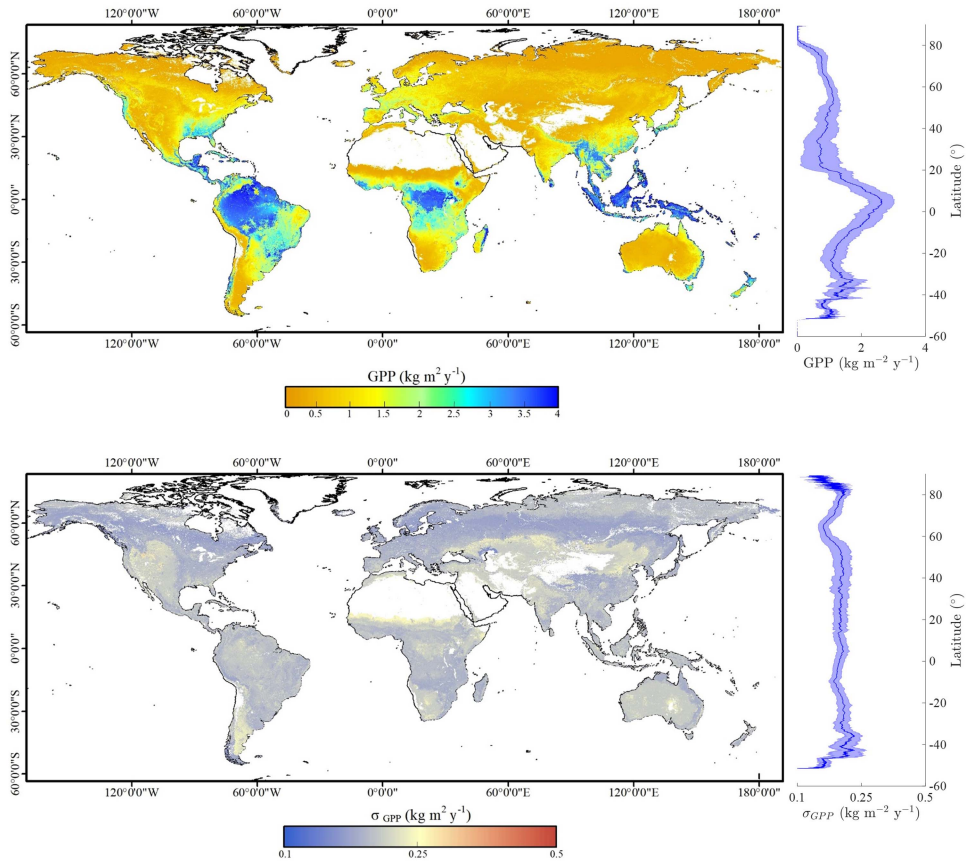 120°0'0"W 60°0'0"W 0°0'0" 60°0'0"E 120°0'0"E 180°0'0"
60°0'0"N
30°0'0"N
0°0'0"
30°0'0"S
60°0'0"S
120°0'0"W 60°0'0"W 0°0'0" 60°0'0"E 120°0'0"E 180°0'0"
80
60
40
20
0
-20
-40
-60
Latitude (°)
0 2 4
GPP (kg m⁻² y⁻¹)
GPP (kg m² y⁻¹)
0 0.5 1 1.5 2 2.5 3 3.5 4
120°0'0"W 60°0'0"W 0°0'0" 60°0'0"E 120°0'0"E 180°0'0"
60°0'0"N
30°0'0"N
0°0'0"
30°0'0"S
60°0'0"S
120°0'0"W 60°0'0"W 0°0'0" 60°0'0"E 120°0'0"E 180°0'0"
80
60
40
20
0
-20
-40
-60
Latitude (°)
0.1 0.25 0.5
σGPP (kg m⁻² y⁻¹)
σ GPP (kg m² y⁻¹)
0.1 0.25 0.5